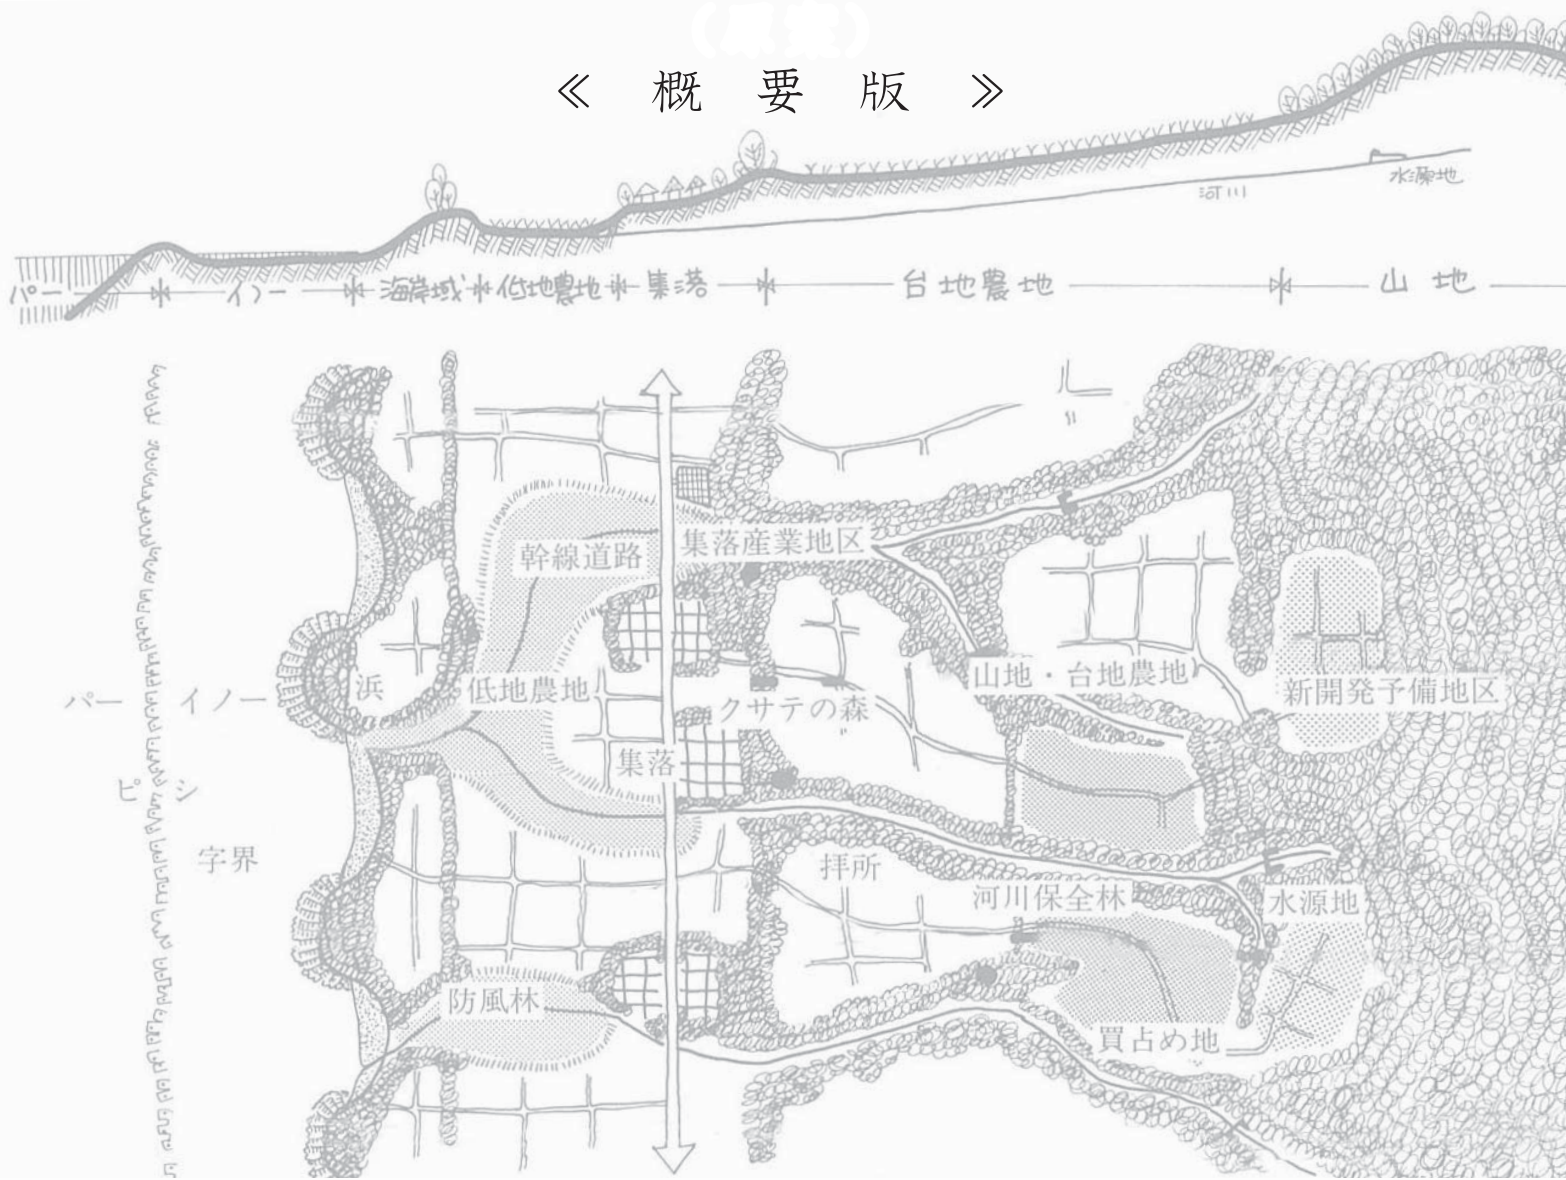 ≪ 概 要 版 ≫
河川
水源地
パー
イノー
海岸域
低地農地
集落
台地農地
山地
幹線道路
集落産業地区
浜
低地農地
山地・台地農地
新開発予備地区
パー
イノー
クサテの森
集落
ピシ
字界
拝所
河川保全林
水源地
防風林
買占め地